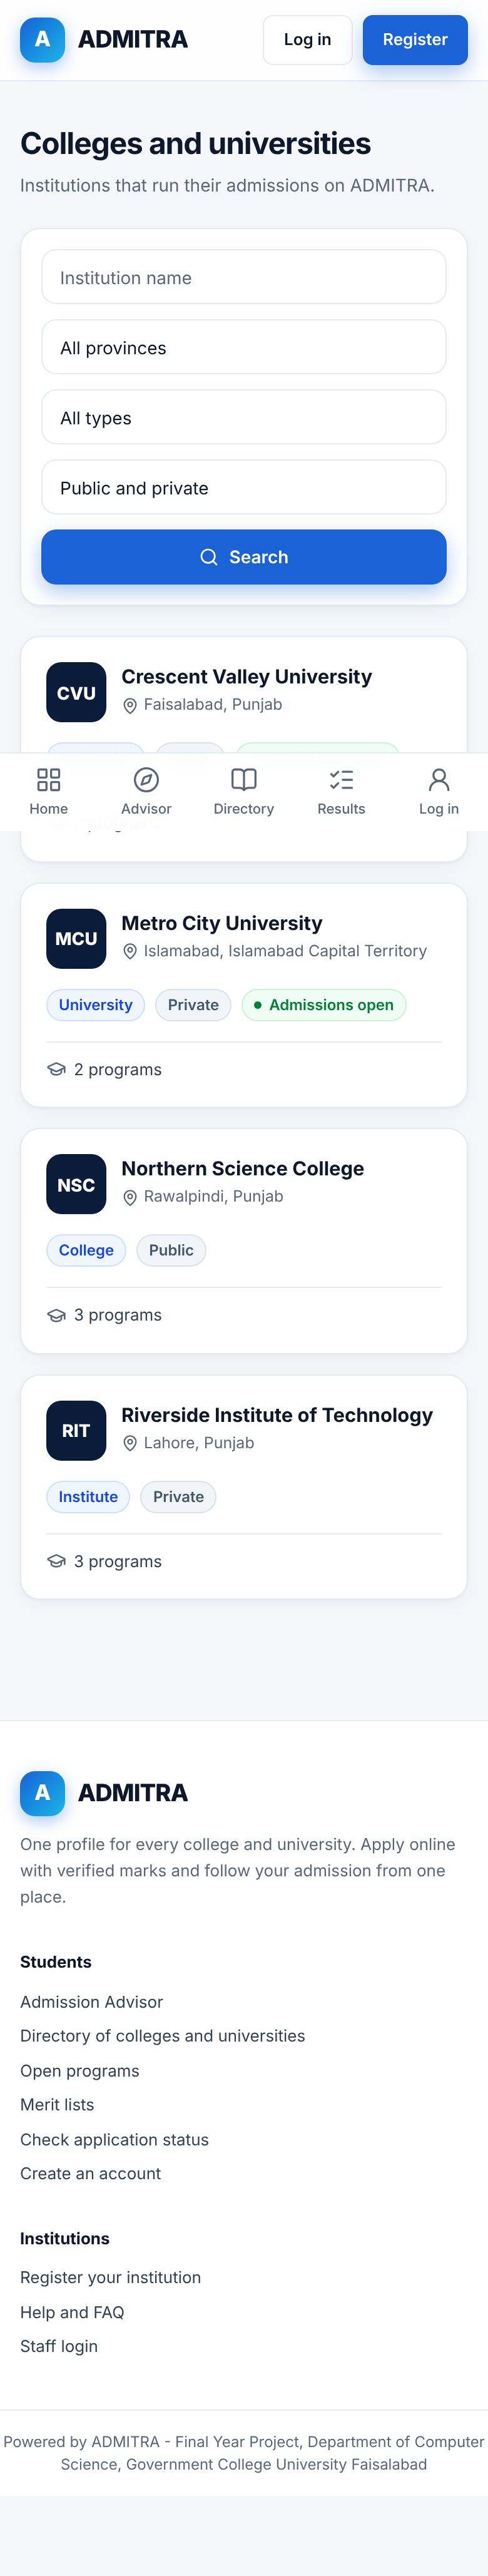 A ADMITRA
Log in
Register
Colleges and universities
Institutions that run their admissions on ADMITRA.
Institution name
All provinces
All types
Public and private
Search
CVU
Crescent Valley University
Faisalabad, Punjab
Home
Advisor
Directory
Results
Log in
MCU
Metro City University
Islamabad, Islamabad Capital Territory
University
Private
Admissions open
2 programs
NSC
Northern Science College
Rawalpindi, Punjab
College
Public
3 programs
RIT
Riverside Institute of Technology
Lahore, Punjab
Institute
Private
3 programs
A ADMITRA
One profile for every college and university. Apply online
with verified marks and follow your admission from one
place.
Students
Admission Advisor
Directory of colleges and universities
Open programs
Merit lists
Check application status
Create an account
Institutions
Register your institution
Help and FAQ
Staff login
Powered by ADMITRA - Final Year Project, Department of Computer
Science, Government College University Faisalabad